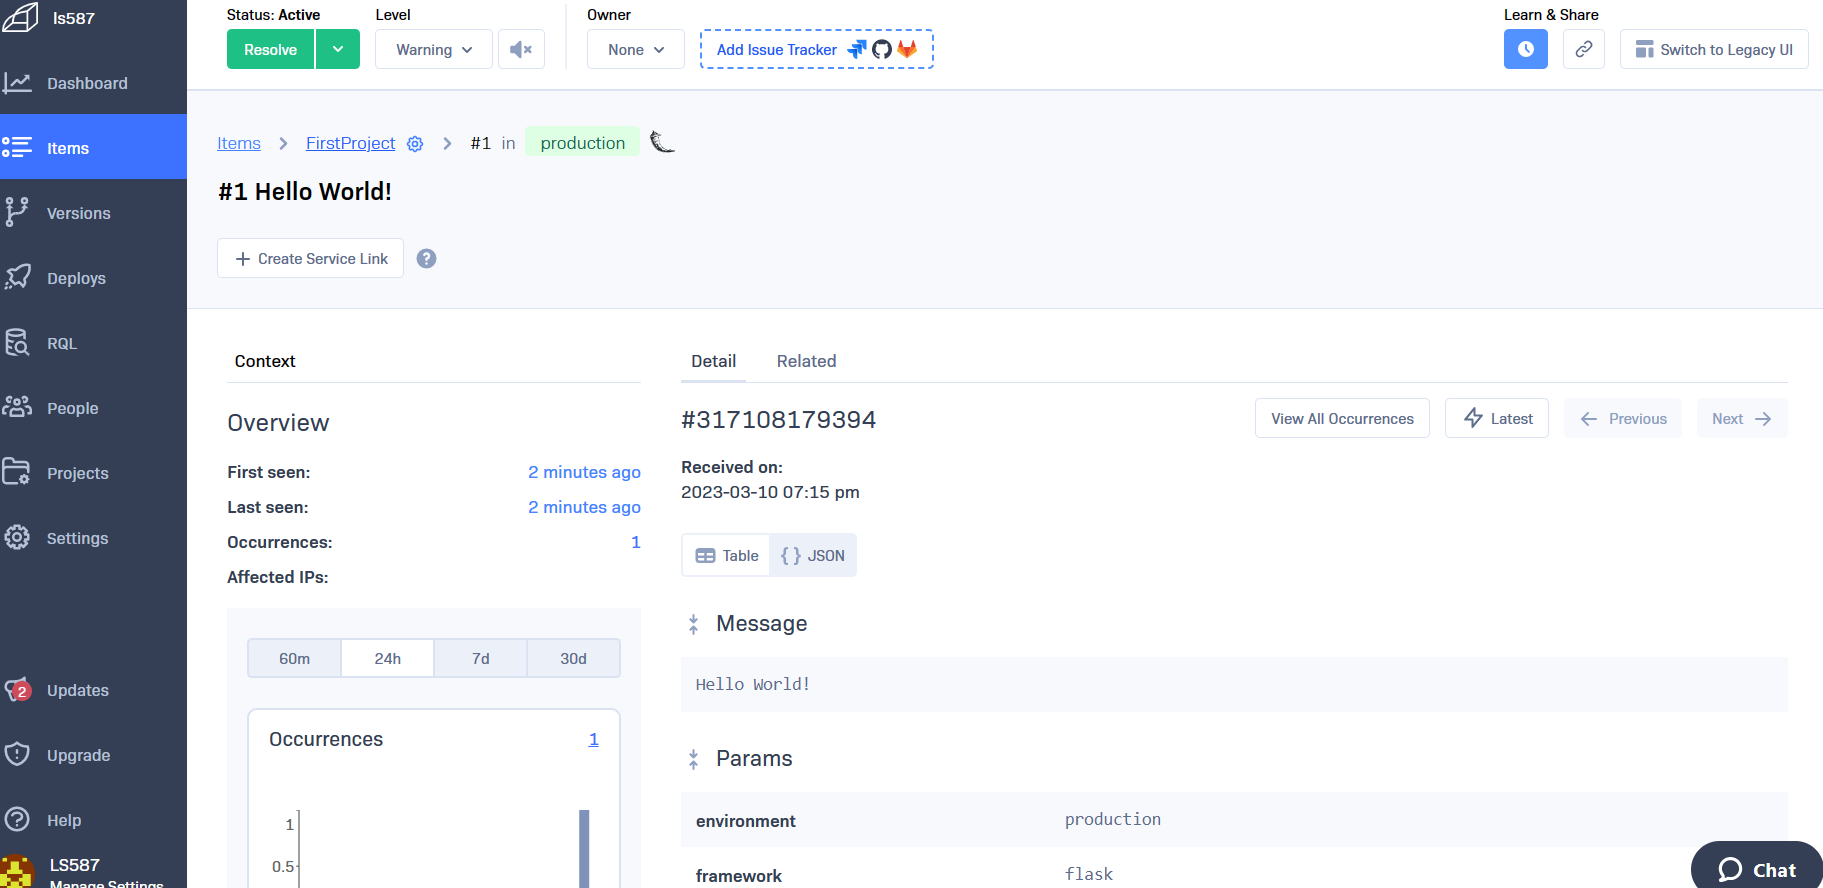 ls587
Dashboard
Items
Versions
Deploys
RQL
People
Projects
Settings
2
Updates
Upgrade
Help
LS587
Manage Settings
Status: Active
Level
Owner
Learn & Share
Resolve
Warning
None
Add Issue Tracker
Switch to Legacy UI
Items > FirstProject > #1 in production
#1 Hello World!
+ Create Service Link ?
Context
Overview
First seen: 2 minutes ago
Last seen: 2 minutes ago
Occurrences: 1
Affected IPs:
60m 24h 7d 30d
Occurrences 1
1
0.5
Detail Related
#317108179394
View All Occurrences
Latest
Previous
Next
Received on:
2023-03-10 07:15 pm
Table {} JSON
Message
Hello World!
Params
environment production
framework flask
Chat